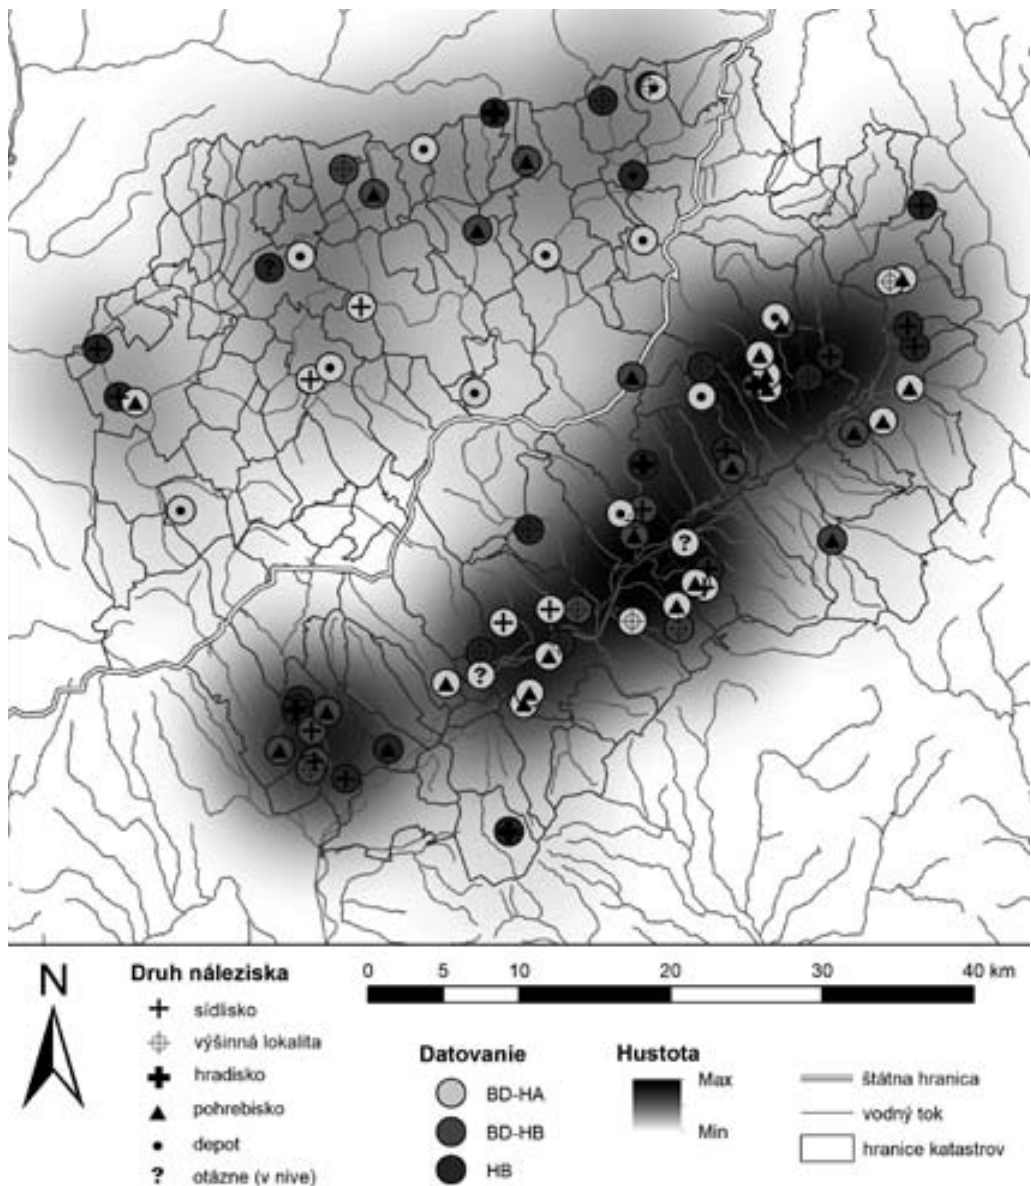 N
Druh náleziska
sídlisko
výšinná lokalita
hradisko
pohrebisko
depot
? otázne (v nive)
0 5 10 20 30 40 km
Datovanie
BD-HA
BD-HB
HB
Hustota
Max
Min
štátna hranica
vodný tok
hranice katastrov